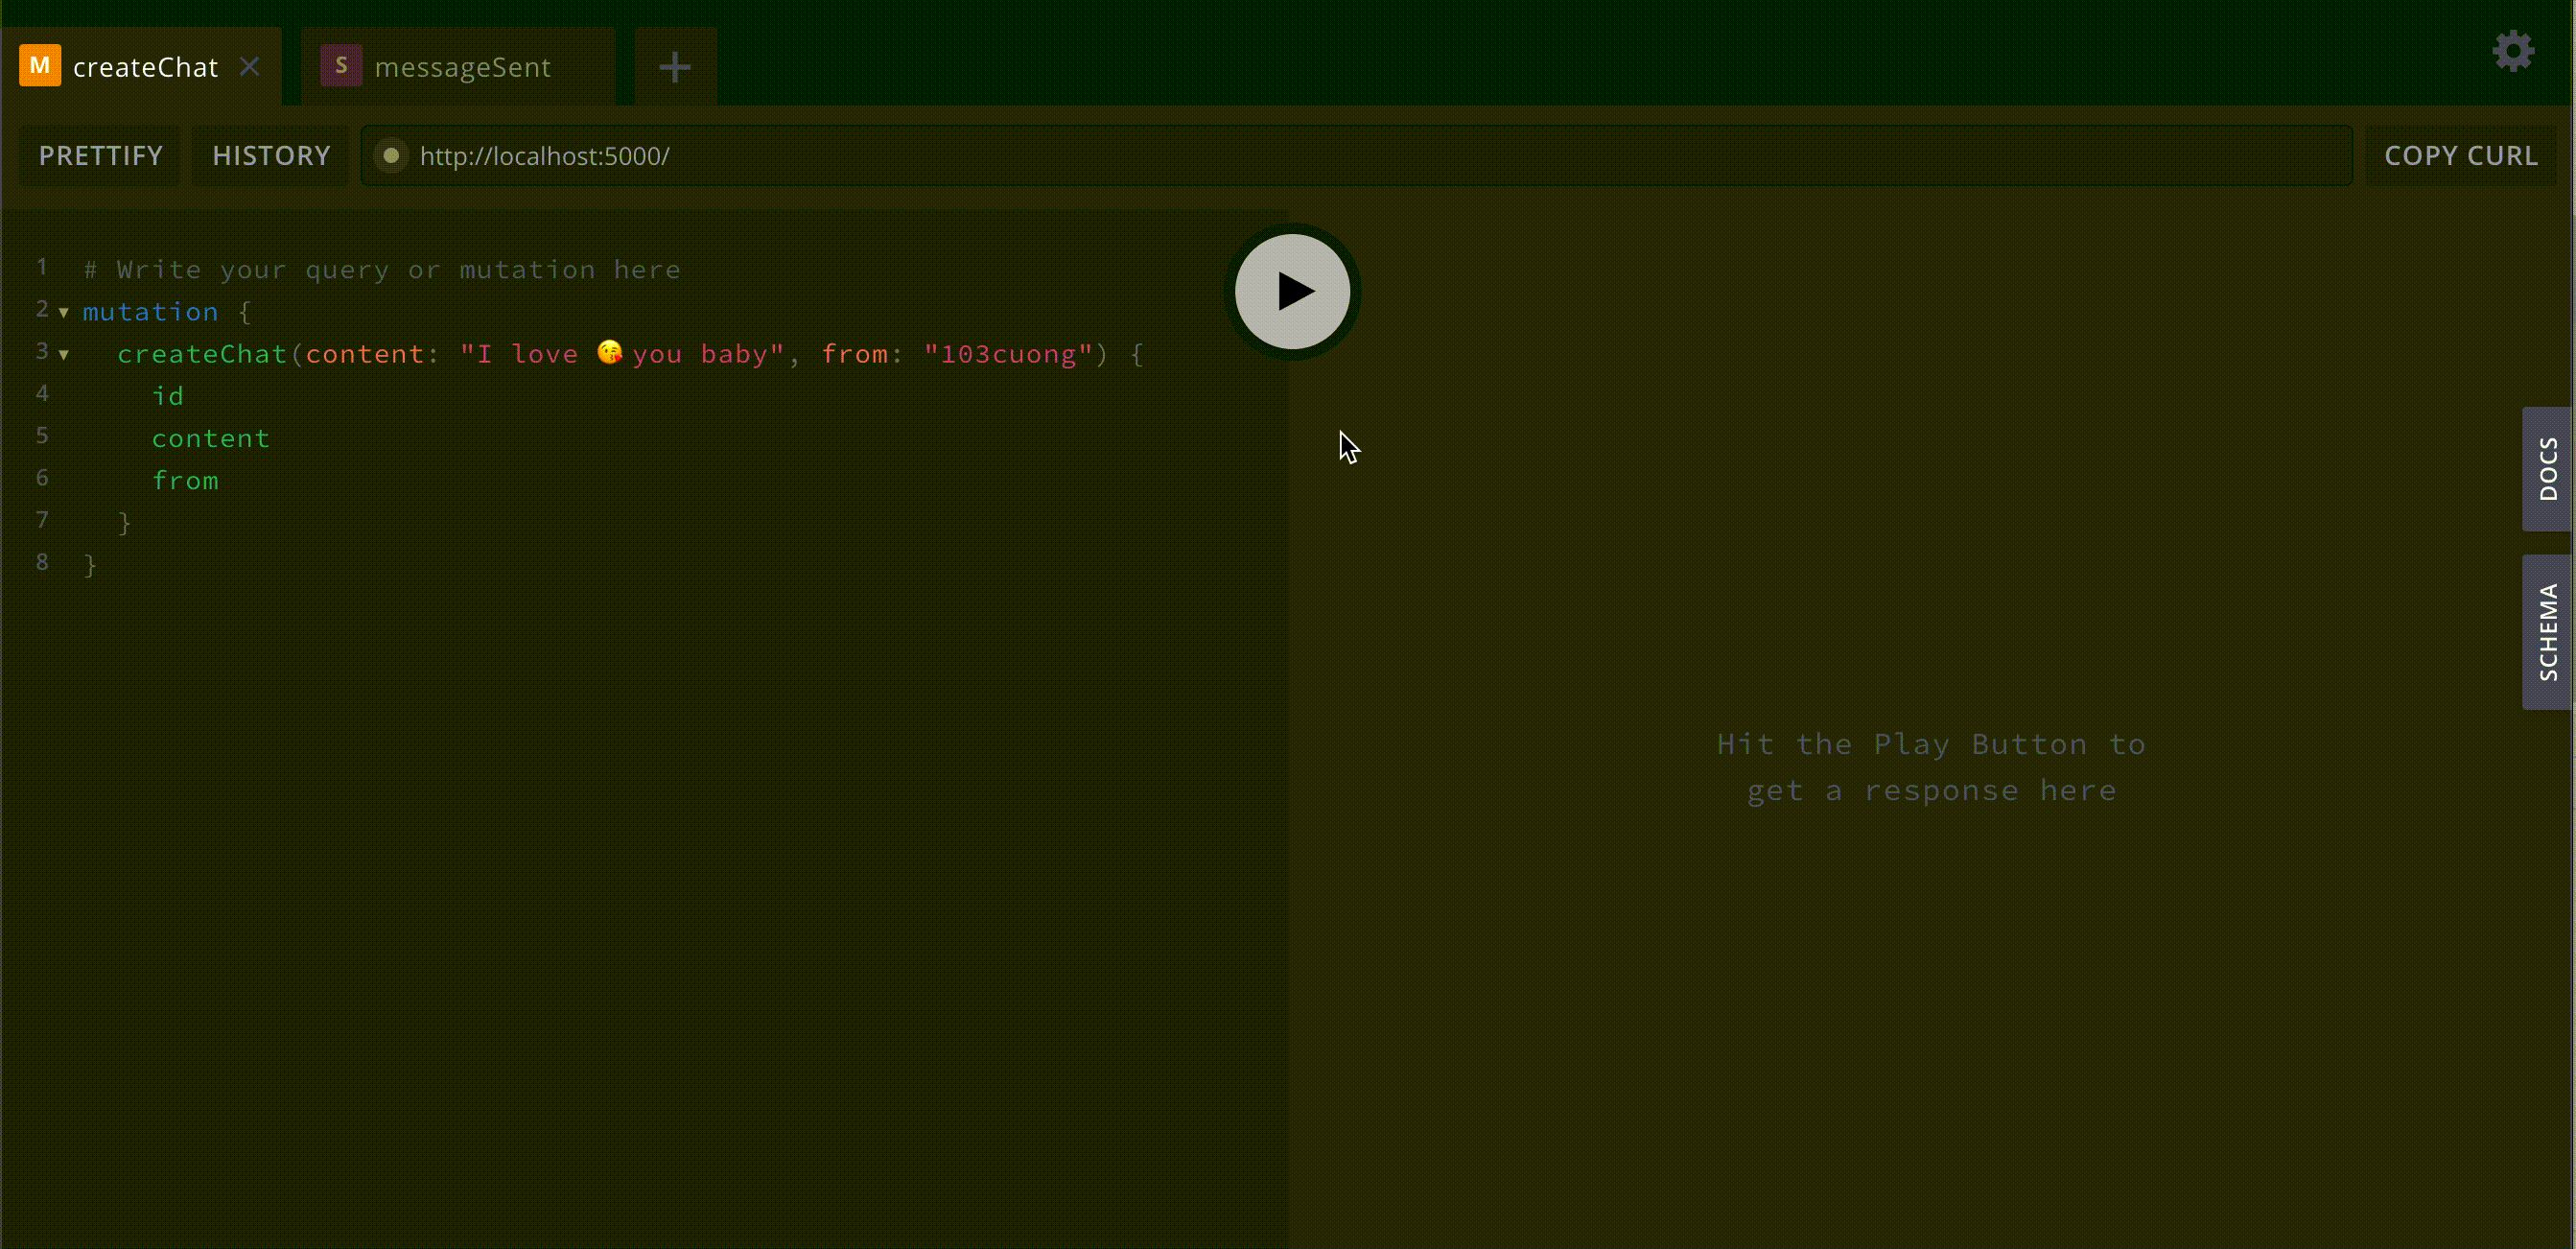 M createChat × S messageSent +
PRETTIFY HISTORY http://localhost:5000/ COPY CURL
1 # Write your query or mutation here
2 ▼ mutation {
3 ▼ createChat(content: "I love 😘 you baby", from: "103cuong") {
4 id
5 content
6 from
7 }
8 }
Hit the Play Button to
get a response here
DOCS
SCHEMA